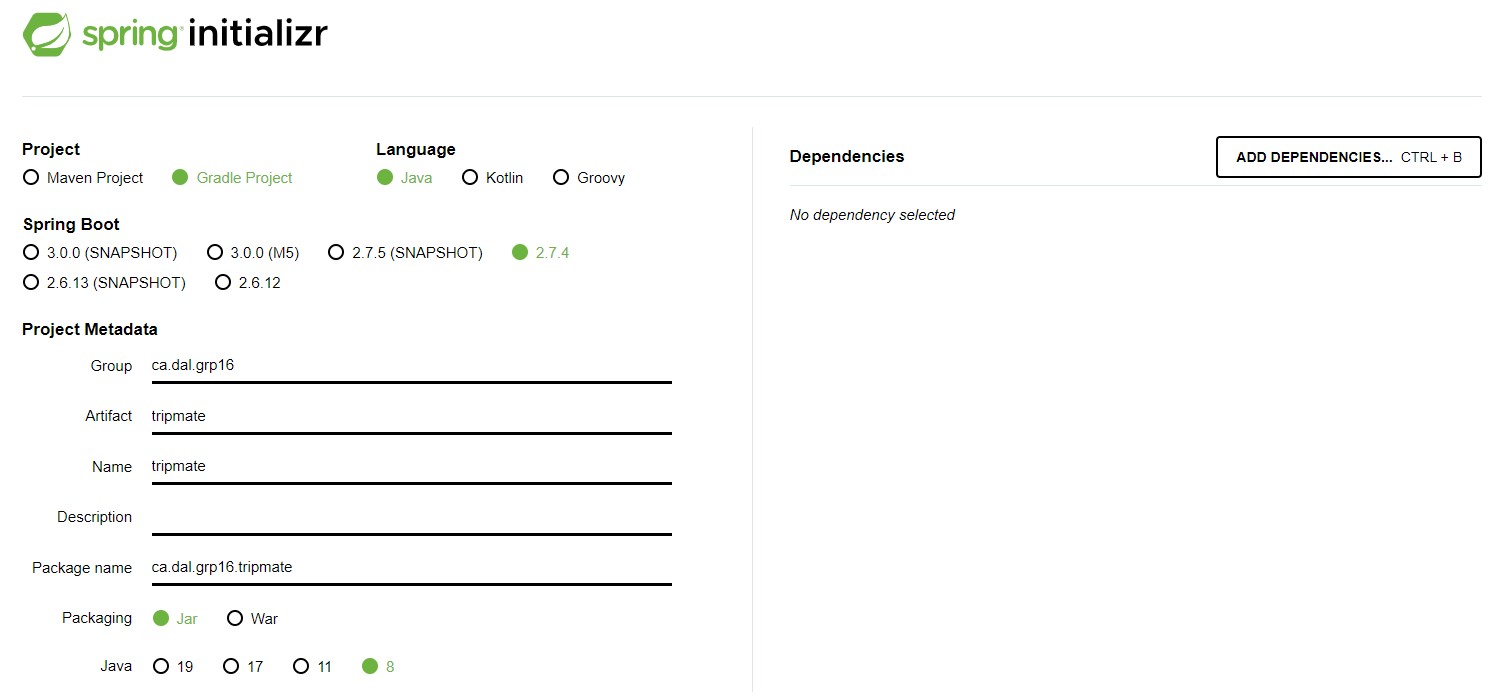 spring initializr
Project
Maven Project Gradle Project
Language
Java Kotlin Groovy
Spring Boot
3.0.0 (SNAPSHOT) 3.0.0 (M5) 2.7.5 (SNAPSHOT) 2.7.4
2.6.13 (SNAPSHOT) 2.6.12
Project Metadata
Group ca.dal.grp16
Artifact tripmate
Name tripmate
Description
Package name ca.dal.grp16.tripmate
Packaging Jar War
Java 19 17 11 8
Dependencies
ADD DEPENDENCIES... CTRL + B
No dependency selected